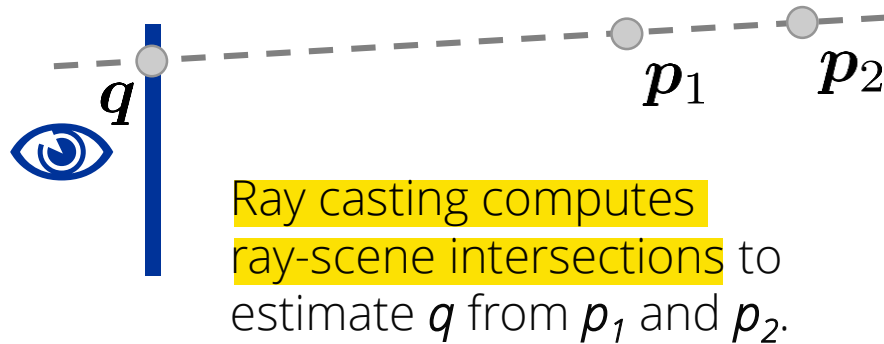 q
p₁
p₂
Ray casting computes
ray-scene intersections to
estimate q from p₁ and p₂.